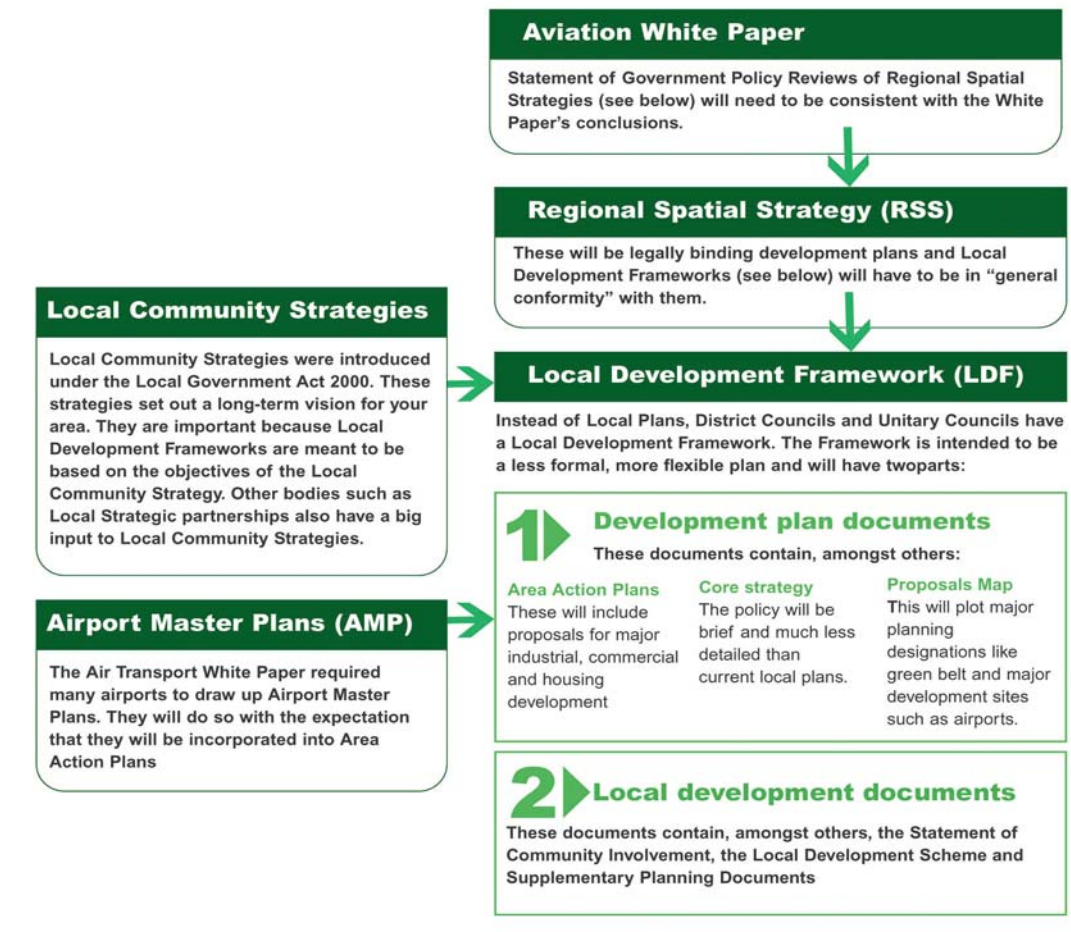 Aviation White Paper
Statement of Government Policy Reviews of Regional Spatial
Strategies (see below) will need to be consistent with the White
Paper's conclusions.
Regional Spatial Strategy (RSS)
These will be legally binding development plans and Local
Development Frameworks (see below) will have to be in “general
conformity” with them.
Local Community Strategies
Local Community Strategies were introduced
under the Local Government Act 2000. These
strategies set out a long-term vision for your
area. They are important because Local
Development Frameworks are meant to be
based on the objectives of the Local
Community Strategy. Other bodies such as
Local Strategic partnerships also have a big
input to Local Community Strategies.
Airport Master Plans (AMP)
The Air Transport White Paper required
many airports to draw up Airport Master
Plans. They will do so with the expectation
that they will be incorporated into Area
Action Plans
Local Development Framework (LDF)
Instead of Local Plans, District Councils and Unitary Councils have
a Local Development Framework. The Framework is intended to be
a less formal, more flexible plan and will have twoparts:
1 Development plan documents
These documents contain, amongst others:
Area Action Plans
These will include
proposals for major
industrial, commercial
and housing
development
Core strategy
The policy will be
brief and much less
detailed than
current local plans.
Proposals Map
This will plot major
planning
designations like
green belt and major
development sites
such as airports.
2 Local development documents
These documents contain, amongst others, the Statement of
Community Involvement, the Local Development Scheme and
Supplementary Planning Documents